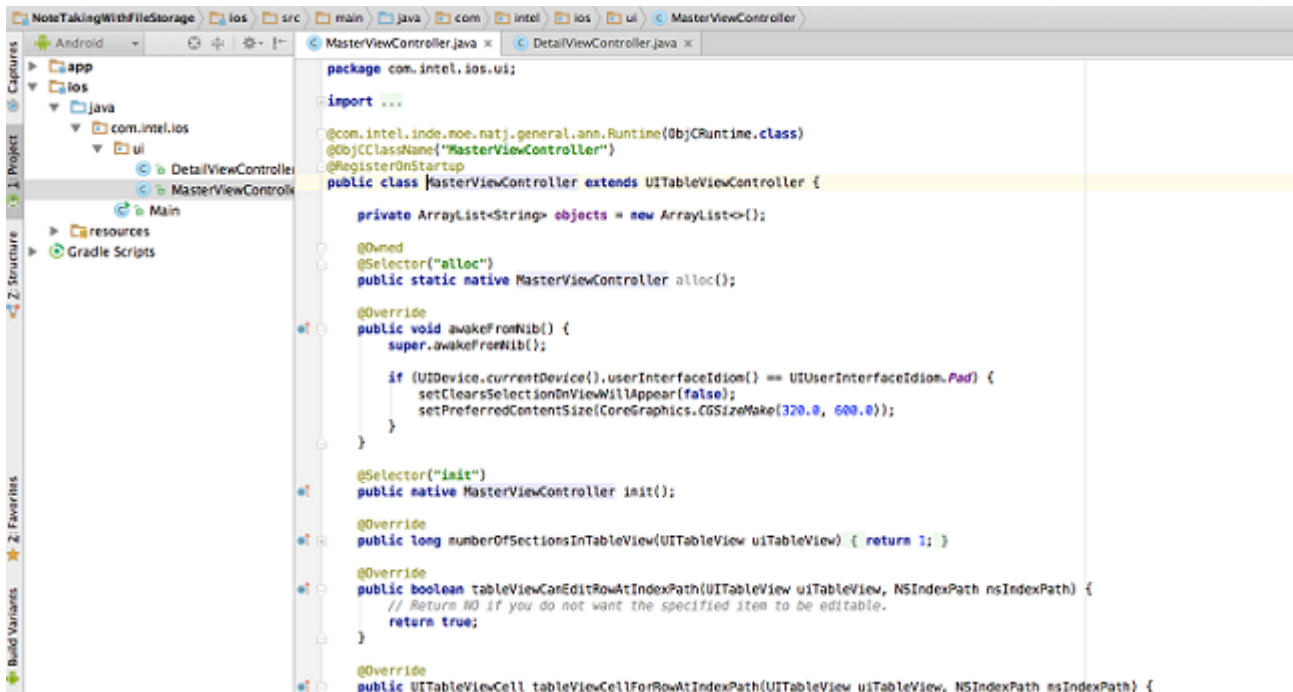 NoteTakingWithFileStorage ios src main java com intel ios ui MasterViewController
Android
MasterViewController.java × DetailViewController.java ×
Captures
1: Project
Z: Structure
2: Favorites
Build Variants
app
ios
java
com.intel.ios
ui
DetailViewController
MasterViewControlle
Main
resources
Gradle Scripts
package com.intel.ios.ui;
import ...
@com.intel.inde.moe.natj.general.ann.Runtime(ObjCRuntime.class)
@ObjCClassName("MasterViewController")
@RegisterOnStartup
public class MasterViewController extends UITableViewController {
private ArrayList<String> objects = new ArrayList<>();
@Owned
@Selector("alloc")
public static native MasterViewController alloc();
@Override
public void awakeFromNib() {
super.awakeFromNib();
if (UIDevice.currentDevice().userInterfaceIdiom() == UIUserInterfaceIdiom.Pad) {
setClearsSelectionOnViewWillAppear(false);
setPreferredContentSize(CoreGraphics.CGSizeMake(320.0, 600.0));
}
}
@Selector("init")
public native MasterViewController init();
@Override
public long numberOfSectionsInTableView(UITableView uiTableView) { return 1; }
@Override
public boolean tableViewCanEditRowAtIndexPath(UITableView uiTableView, NSIndexPath nsIndexPath) {
// Return NO if you do not want the specified item to be editable.
return true;
}
@Override
public UITableViewCell tableViewCellForRowAtIndexPath(UITableView uiTableView, NSIndexPath nsIndexPath) {